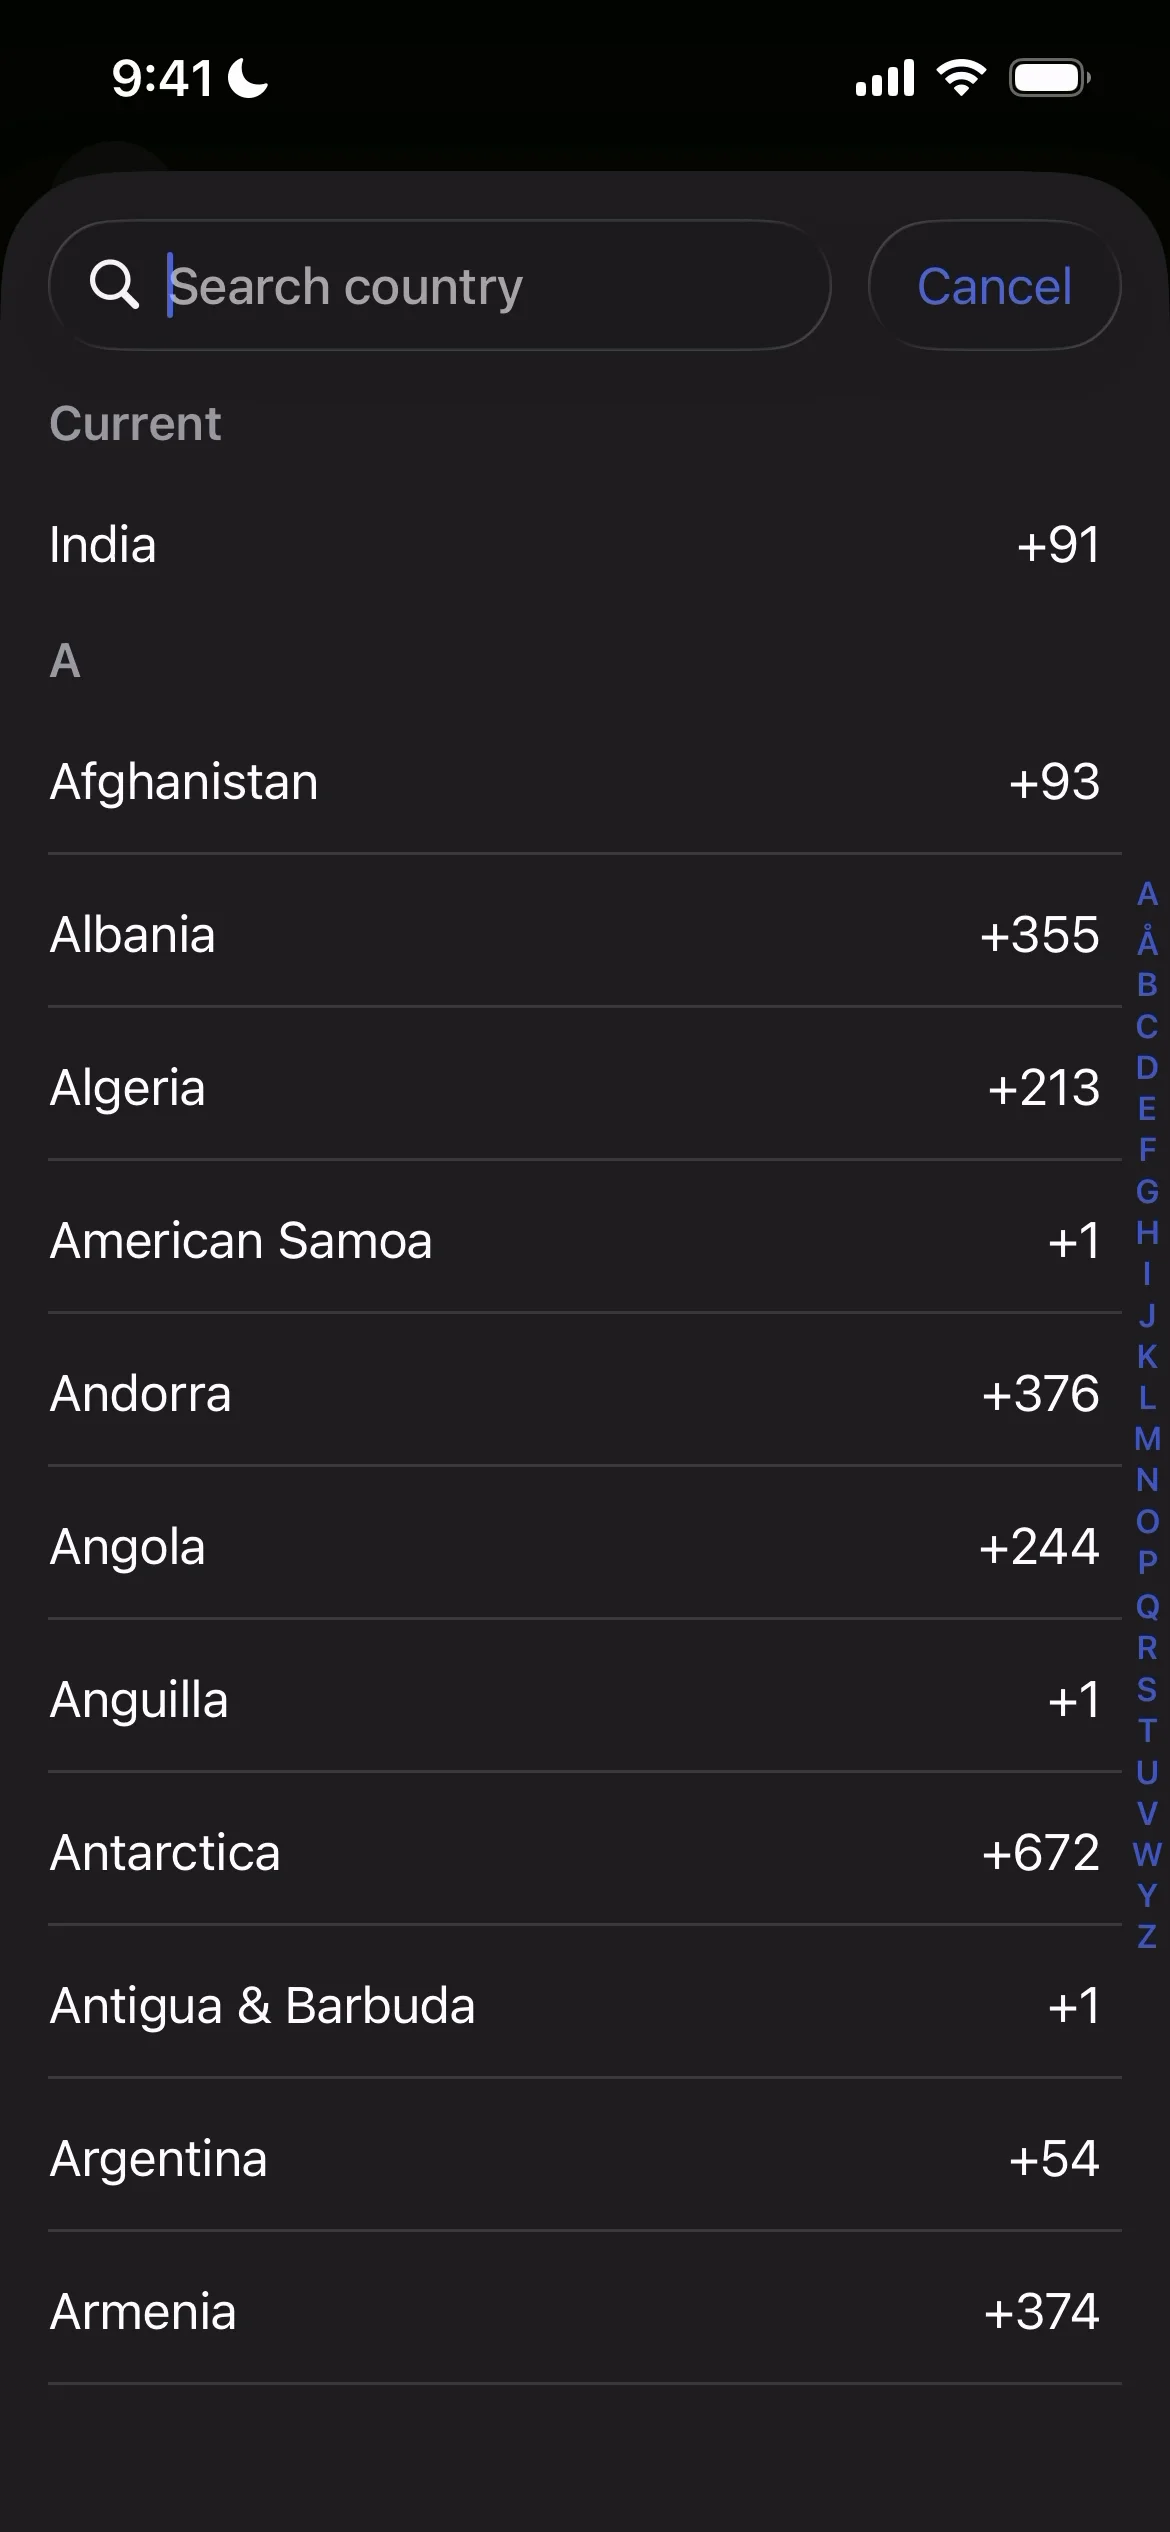 9:41
Search country
Cancel
Current
India +91
A
Afghanistan +93
Albania +355
Algeria +213
American Samoa +1
Andorra +376
Angola +244
Anguilla +1
Antarctica +672
Antigua & Barbuda +1
Argentina +54
Armenia +374
A
Å
B
C
D
E
F
G
H
I
J
K
L
M
N
O
P
Q
R
S
T
U
V
W
Y
Z